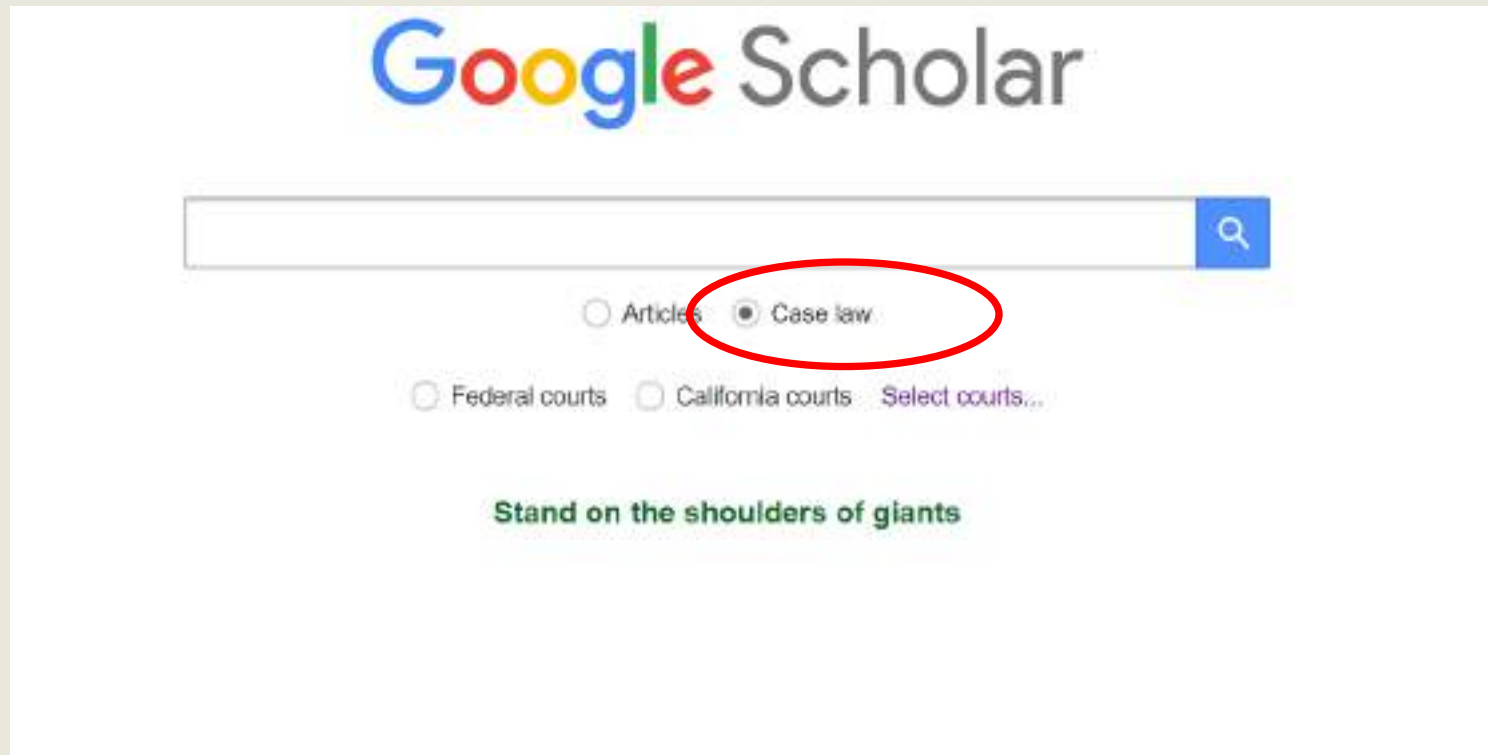 Google Scholar
Articles Case law
Federal courts California courts Select courts...
Stand on the shoulders of giants